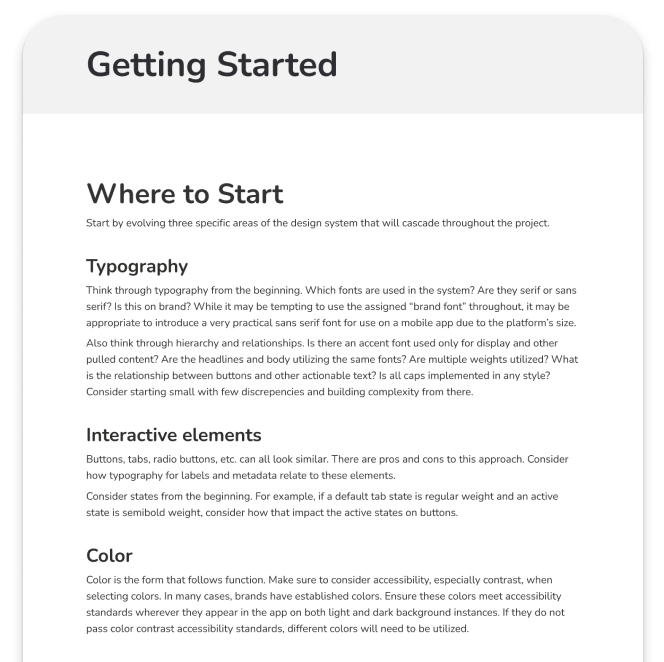 Getting Started
Where to Start
Start by evolving three specific areas of the design system that will cascade throughout the project.
Typography
Think through typography from the beginning. Which fonts are used in the system? Are they serif or sans
serif? Is this on brand? While it may be tempting to use the assigned “brand font” throughout, it may be
appropriate to introduce a very practical sans serif font for use on a mobile app due to the platform’s size.
Also think through hierarchy and relationships. Is there an accent font used only for display and other
pulled content? Are the headlines and body utilizing the same fonts? Are multiple weights utilized? What
is the relationship between buttons and other actionable text? Is all caps implemented in any style?
Consider starting small with few discrepencies and building complexity from there.
Interactive elements
Buttons, tabs, radio buttons, etc. can all look similar. There are pros and cons to this approach. Consider
how typography for labels and metadata relate to these elements.
Consider states from the beginning. For example, if a default tab state is regular weight and an active
state is semibold weight, consider how that impact the active states on buttons.
Color
Color is the form that follows function. Make sure to consider accessibility, especially contrast, when
selecting colors. In many cases, brands have established colors. Ensure these colors meet accessibility
standards wherever they appear in the app on both light and dark background instances. If they do not
pass color contrast accessibility standards, different colors will need to be utilized.